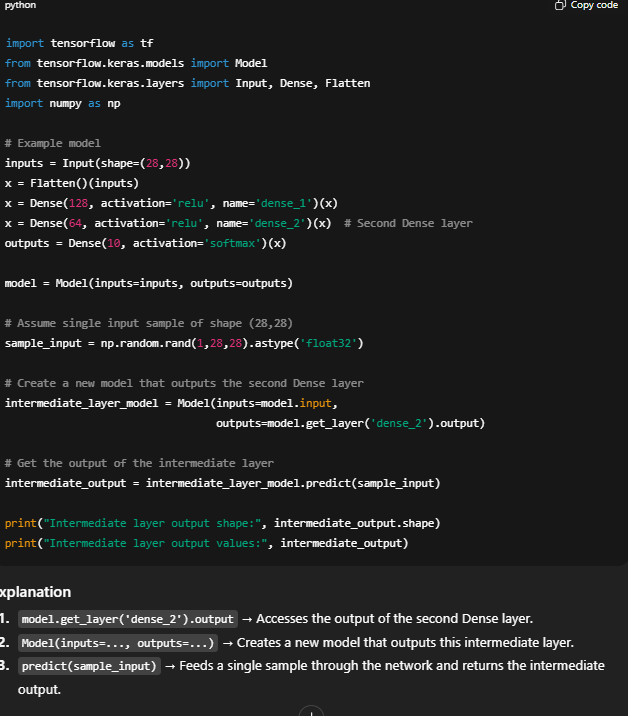 python Copy code
import tensorflow as tf
from tensorflow.keras.models import Model
from tensorflow.keras.layers import Input, Dense, Flatten
import numpy as np
# Example model
inputs = Input(shape=(28,28))
x = Flatten()(inputs)
x = Dense(128, activation='relu', name='dense_1')(x)
x = Dense(64, activation='relu', name='dense_2')(x)  # Second Dense layer
outputs = Dense(10, activation='softmax')(x)
model = Model(inputs=inputs, outputs=outputs)
# Assume single input sample of shape (28,28)
sample_input = np.random.rand(1,28,28).astype('float32')
# Create a new model that outputs the second Dense layer
intermediate_layer_model = Model(inputs=model.input,
                                 outputs=model.get_layer('dense_2').output)
# Get the output of the intermediate layer
intermediate_output = intermediate_layer_model.predict(sample_input)
print("Intermediate layer output shape:", intermediate_output.shape)
print("Intermediate layer output values:", intermediate_output)
xplanation
1. model.get_layer('dense_2').output → Accesses the output of the second Dense layer.
2. Model(inputs=..., outputs=...) → Creates a new model that outputs this intermediate layer.
3. predict(sample_input) → Feeds a single sample through the network and returns the intermediate
output.